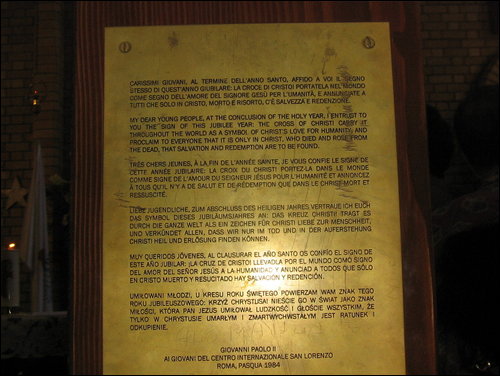 CARISSIMI GIOVANI, AL TERMINE DELL'ANNO SANTO, AFFIDO A VOI IL SEGNO
STESSO DI QUEST'ANNO GIUBILARE: LA CROCE DI CRISTO! PORTATELA NEL MONDO
COME SEGNO DELL'AMORE DEL SIGNORE GESÙ PER L'UMANITÀ, E ANNUNCIATE A
TUTTI CHE SOLO IN CRISTO, MORTO E RISORTO, C'È SALVEZZA E REDENZIONE.
MY DEAR YOUNG PEOPLE, AT THE CONCLUSION OF THE HOLY YEAR, I ENTRUST TO
YOU THE SIGN OF THIS JUBILEE YEAR: THE CROSS OF CHRIST! CARRY IT
THROUGHOUT THE WORLD AS A SYMBOL OF CHRIST'S LOVE FOR HUMANITY, AND
PROCLAIM TO EVERYONE THAT IT IS ONLY IN CHRIST, WHO DIED AND ROSE FROM
THE DEAD, THAT SALVATION AND REDEMPTION ARE TO BE FOUND.
TRÈS CHERS JEUNES, À LA FIN DE L'ANNÉE SAINTE, JE VOUS CONFIE LE SIGNE DE
CETTE ANNÉE JUBILAIRE: LA CROIX DU CHRIST! PORTEZ-LA DANS LE MONDE
COMME SIGNE DE L'AMOUR DU SEIGNEUR JÉSUS POUR L'HUMANITÉ ET ANNONCEZ
À TOUS QU'IL N'Y A DE SALUT ET DE RÉDEMPTION QUE DANS LE CHRIST MORT ET
RESSUSCITÉ.
LIEBE JUGENDLICHE, ZUM ABSCHLUSS DES HEILIGEN JAHRES VERTRAUE ICH EUCH
DAS SYMBOL DIESES JUBILÄUMSJAHRES AN: DAS KREUZ CHRISTI! TRAGT ES
DURCH DIE GANZE WELT ALS EIN ZEICHEN FÜR CHRISTI LIEBE ZUR MENSCHHEIT,
UND VERKÜNDET ALLEN, DASS WIR NUR IM TOD UND IN DER AUFERSTEHUNG
CHRISTI HEIL UND ERLÖSUNG FINDEN KÖNNEN.
MUY QUERIDOS JÓVENES, AL CLAUSURAR EL AÑO SANTO OS CONFÍO EL SIGNO DE
ESTE AÑO JUBILAR: ¡LA CRUZ DE CRISTO! LLEVADLA POR EL MUNDO COMO SIGNO
DEL AMOR DEL SEÑOR JESÚS A LA HUMANIDAD Y ANUNCIAD A TODOS QUE SÓLO
EN CRISTO MUERTO Y RESUCITADO HAY SALVACIÓN Y REDENCIÓN.
UMIŁOWANI MŁODZI, U KRESU ROKU ŚWIĘTEGO POWIERZAM WAM ZNAK TEGO
ROKU JUBILEUSZOWEGO: KRZYŻ CHRYSTUSA! NIEŚCIE GO W ŚWIAT JAKO ZNAK
MIŁOŚCI, KTÓRĄ PAN JEZUS UMIŁOWAŁ LUDZKOŚĆ I GŁOŚCIE WSZYSTKIM, ŻE
TYLKO W CHRYSTUSIE UMARŁYM I ZMARTWYCHWSTAŁYM JEST RATUNEK I
ODKUPIENIE.
GIOVANNI PAOLO II
AI GIOVANI DEL CENTRO INTERNAZIONALE SAN LORENZO
ROMA, PASQUA 1984